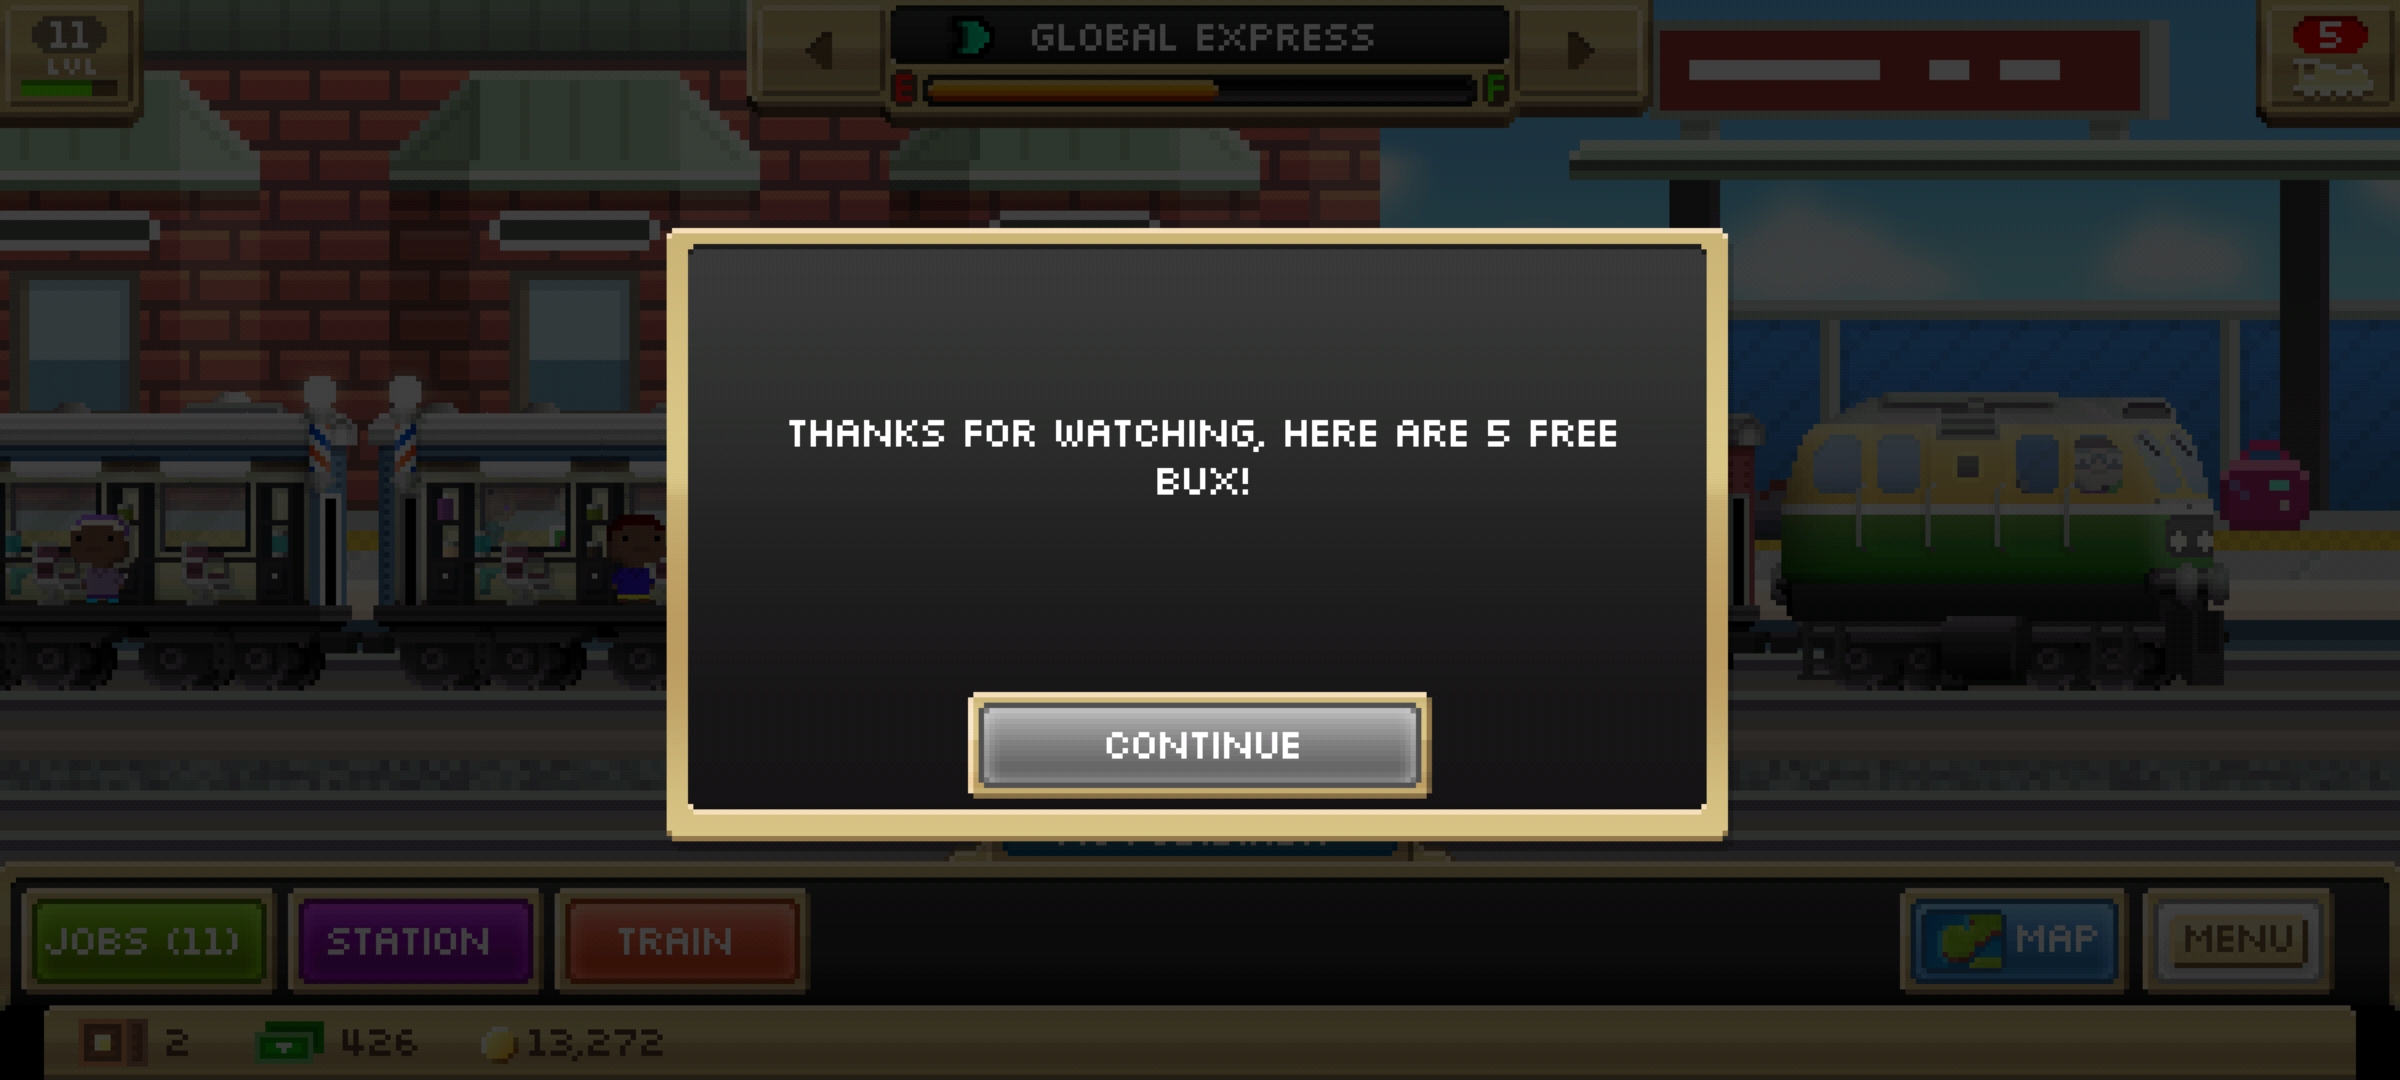 11
LVL
GLOBAL EXPRESS
E
F
5
THANKS FOR WATCHING, HERE ARE 5 FREE
BUX!
CONTINUE
JOBS (11)
STATION
TRAIN
MAP
MENU
2
426
13,272